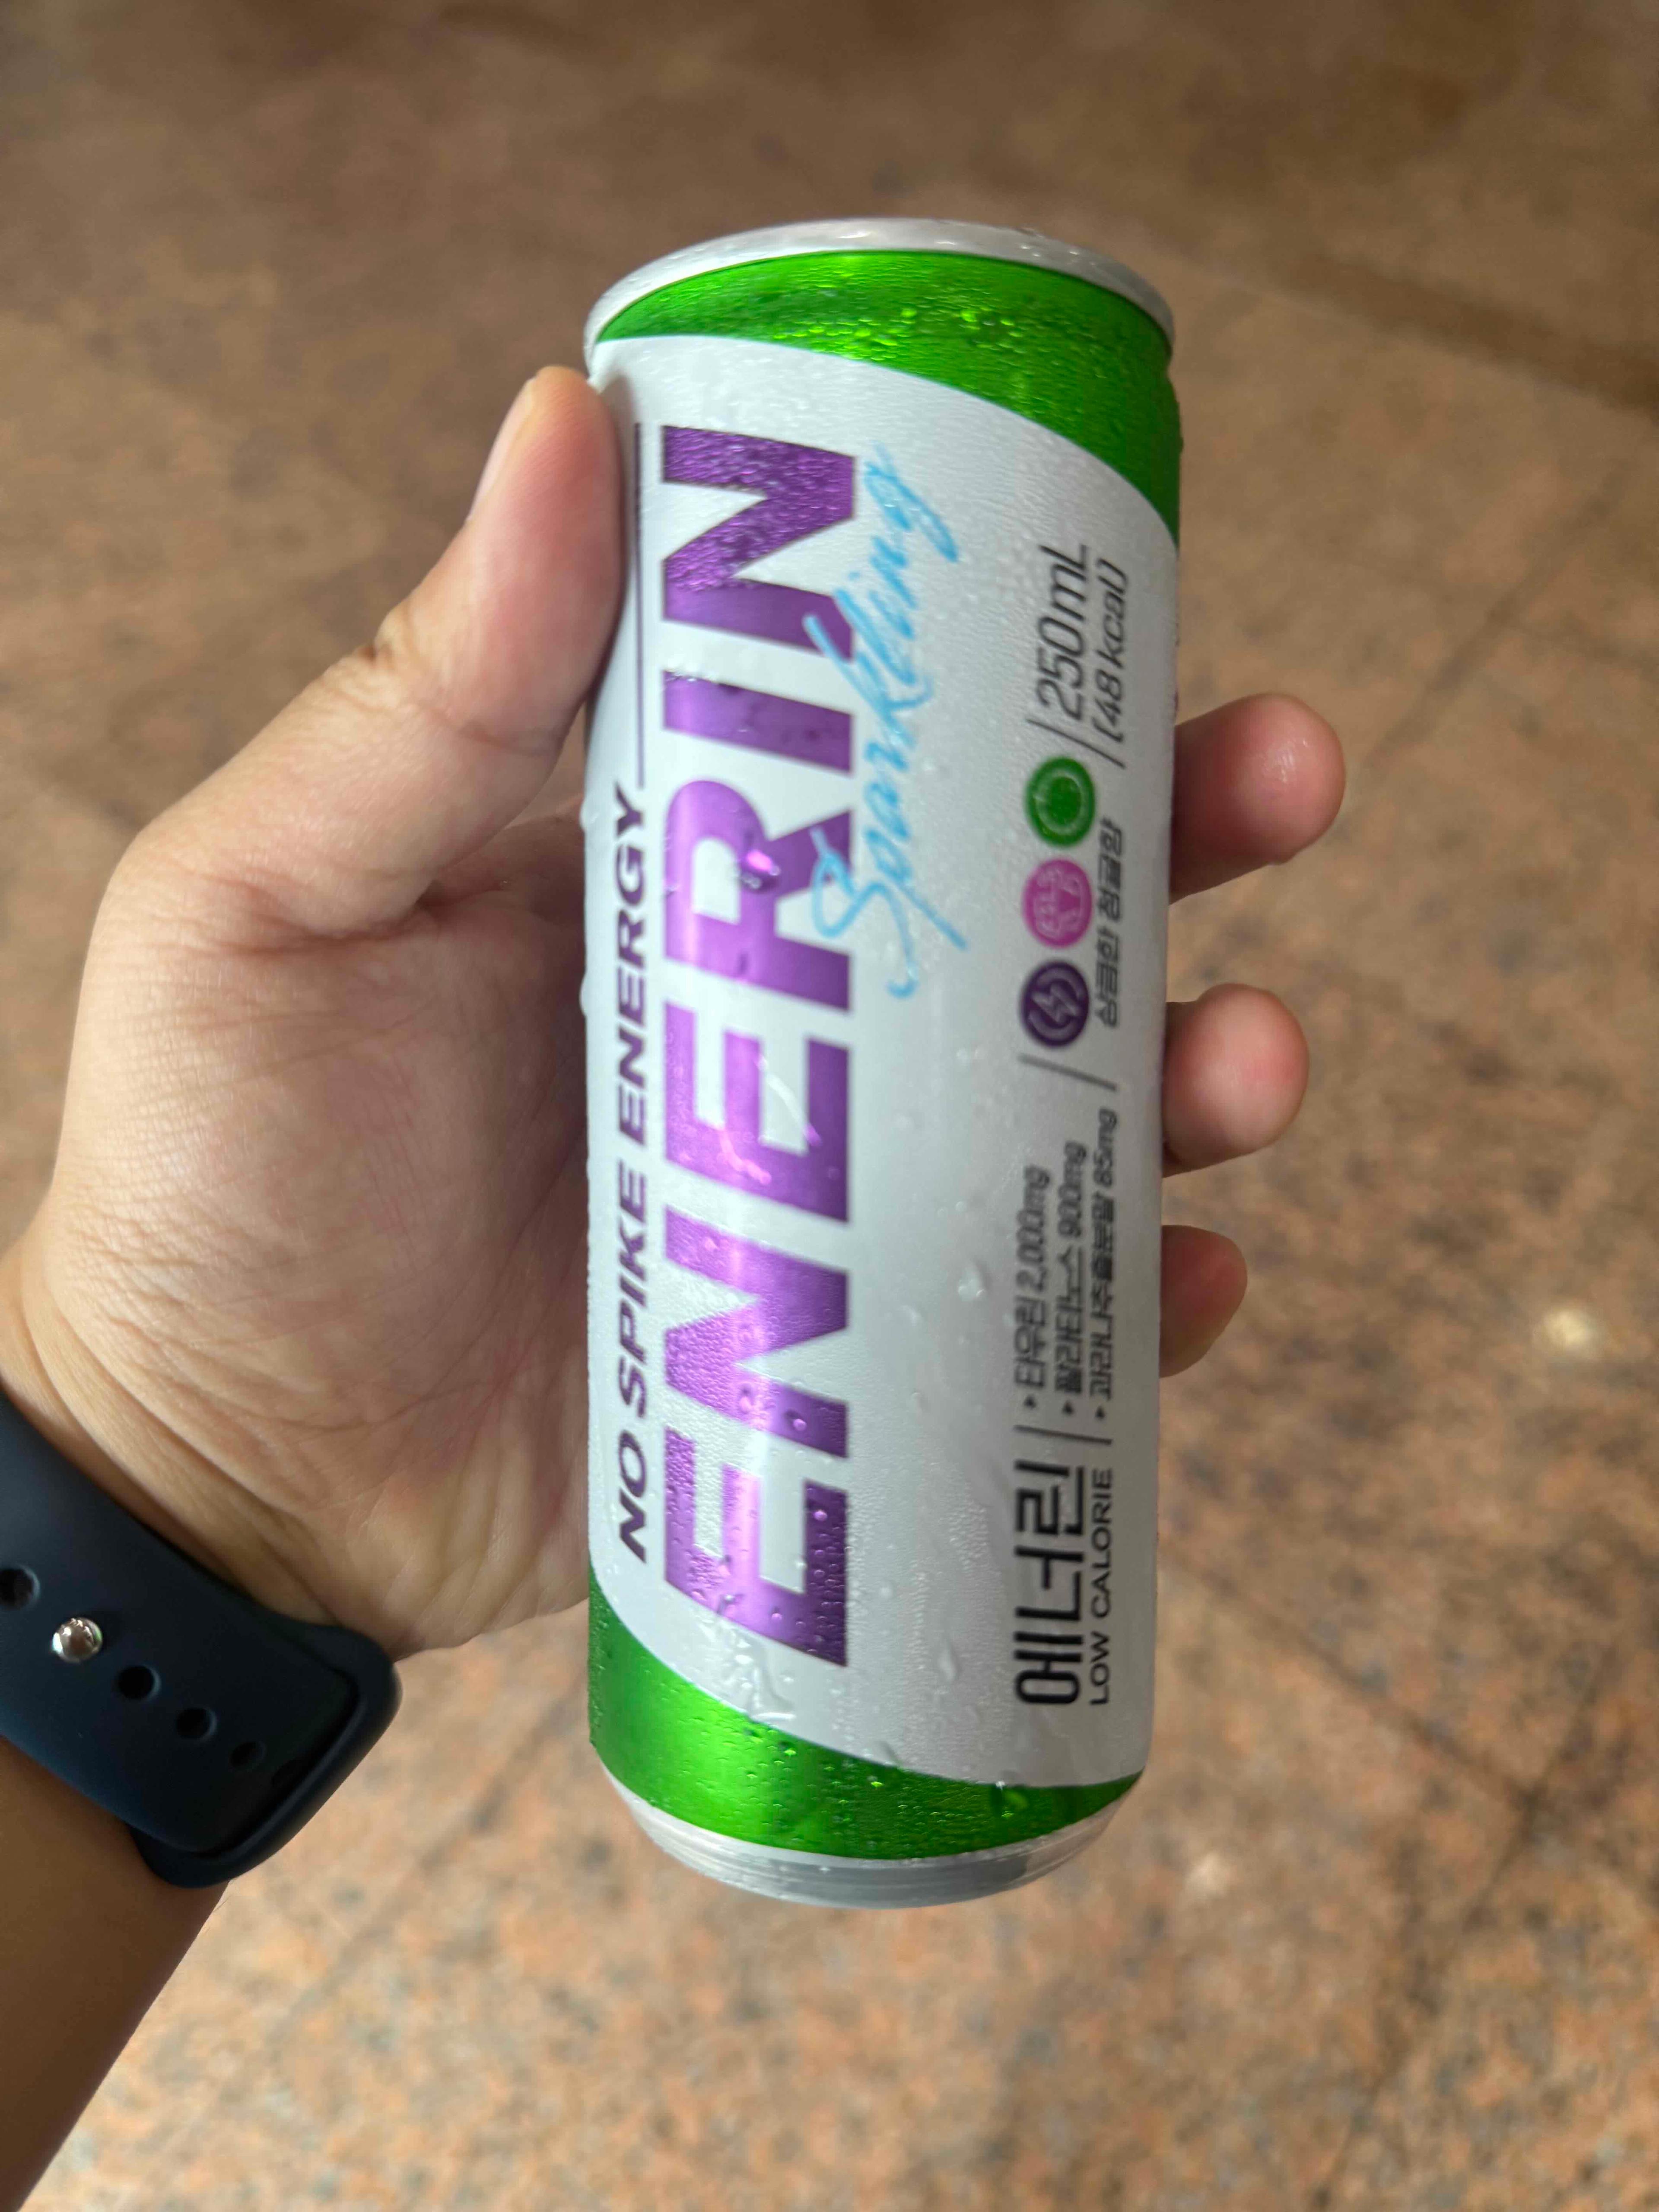 NO SPIKE ENERGY
ENERIN
Sparkling
에너린
LOW CALORIE
▸ 타우린 2,000mg
▸ 팔라티노스 900mg
▸ 과라나추출분말 85mg
상큼한 청귤향
250mL
(48 kcal)